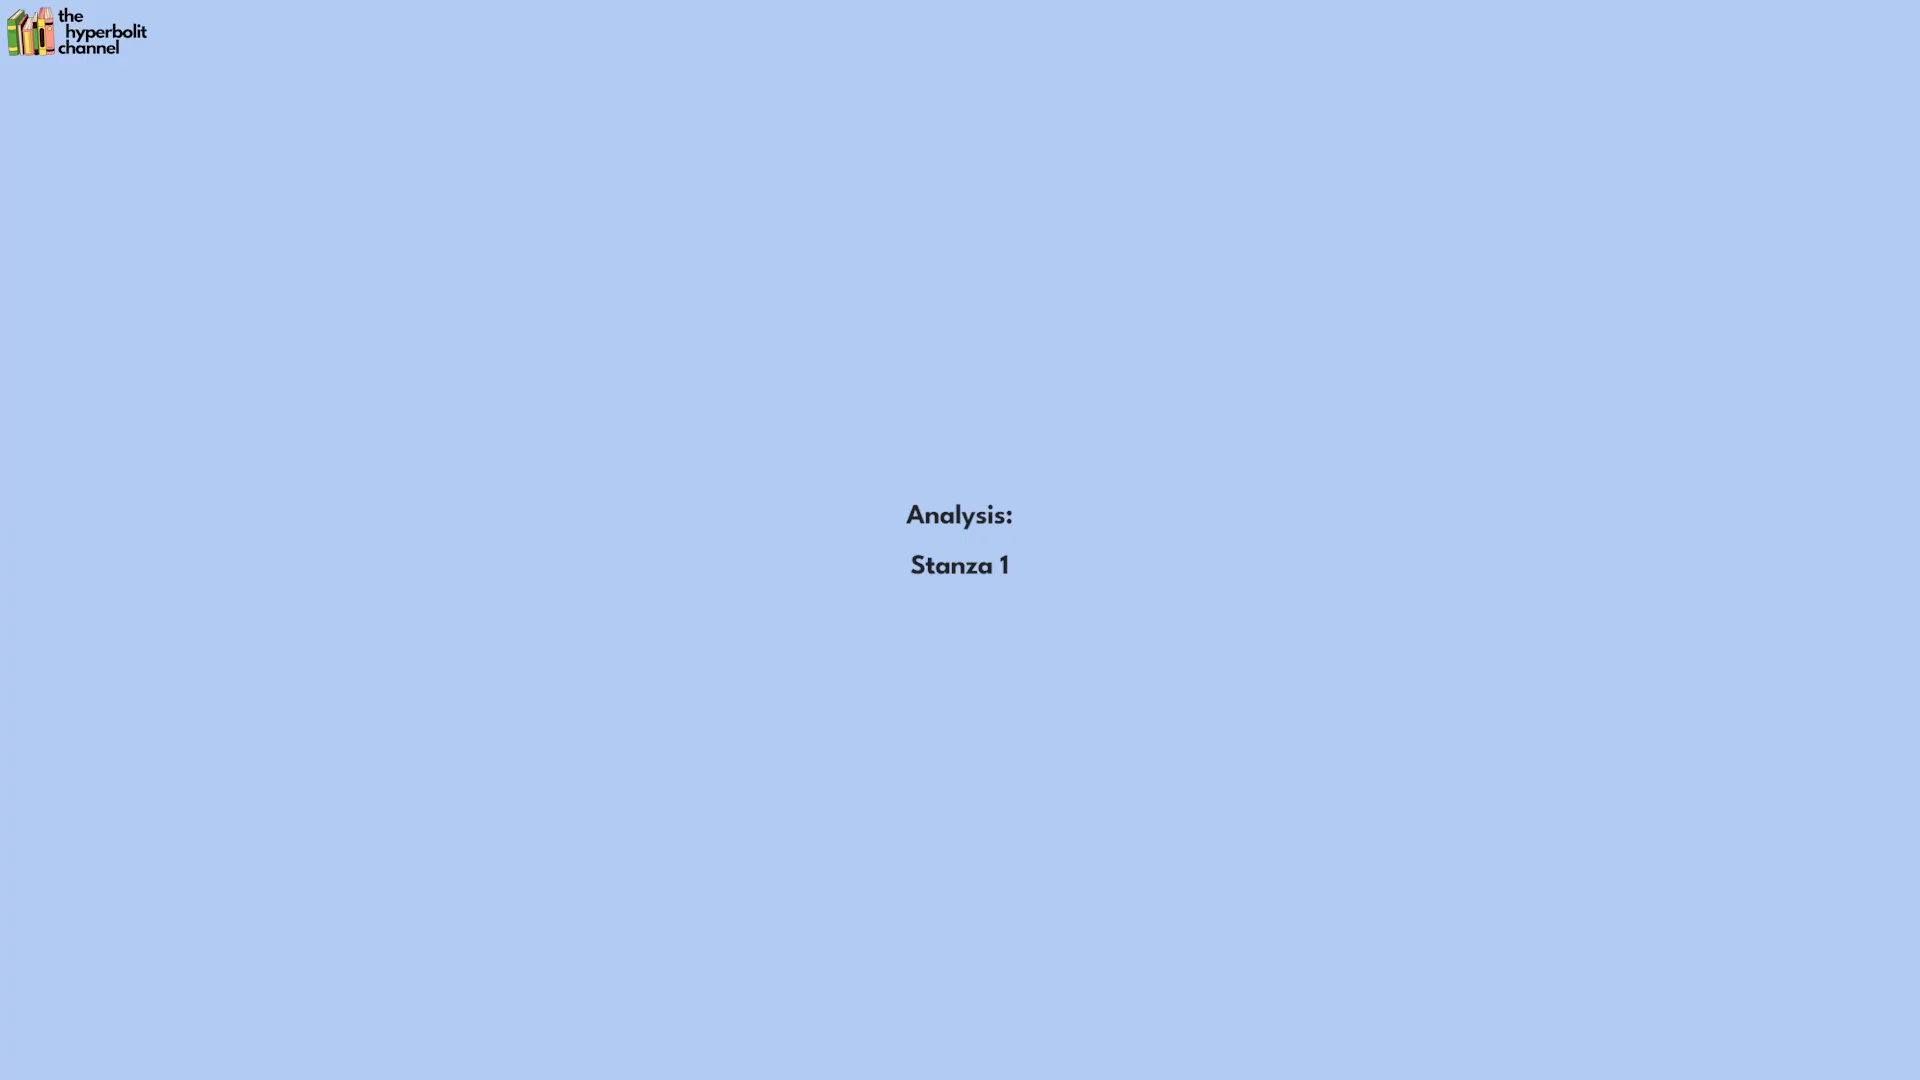 the
hyperbolit
channel
Analysis:
Stanza 1